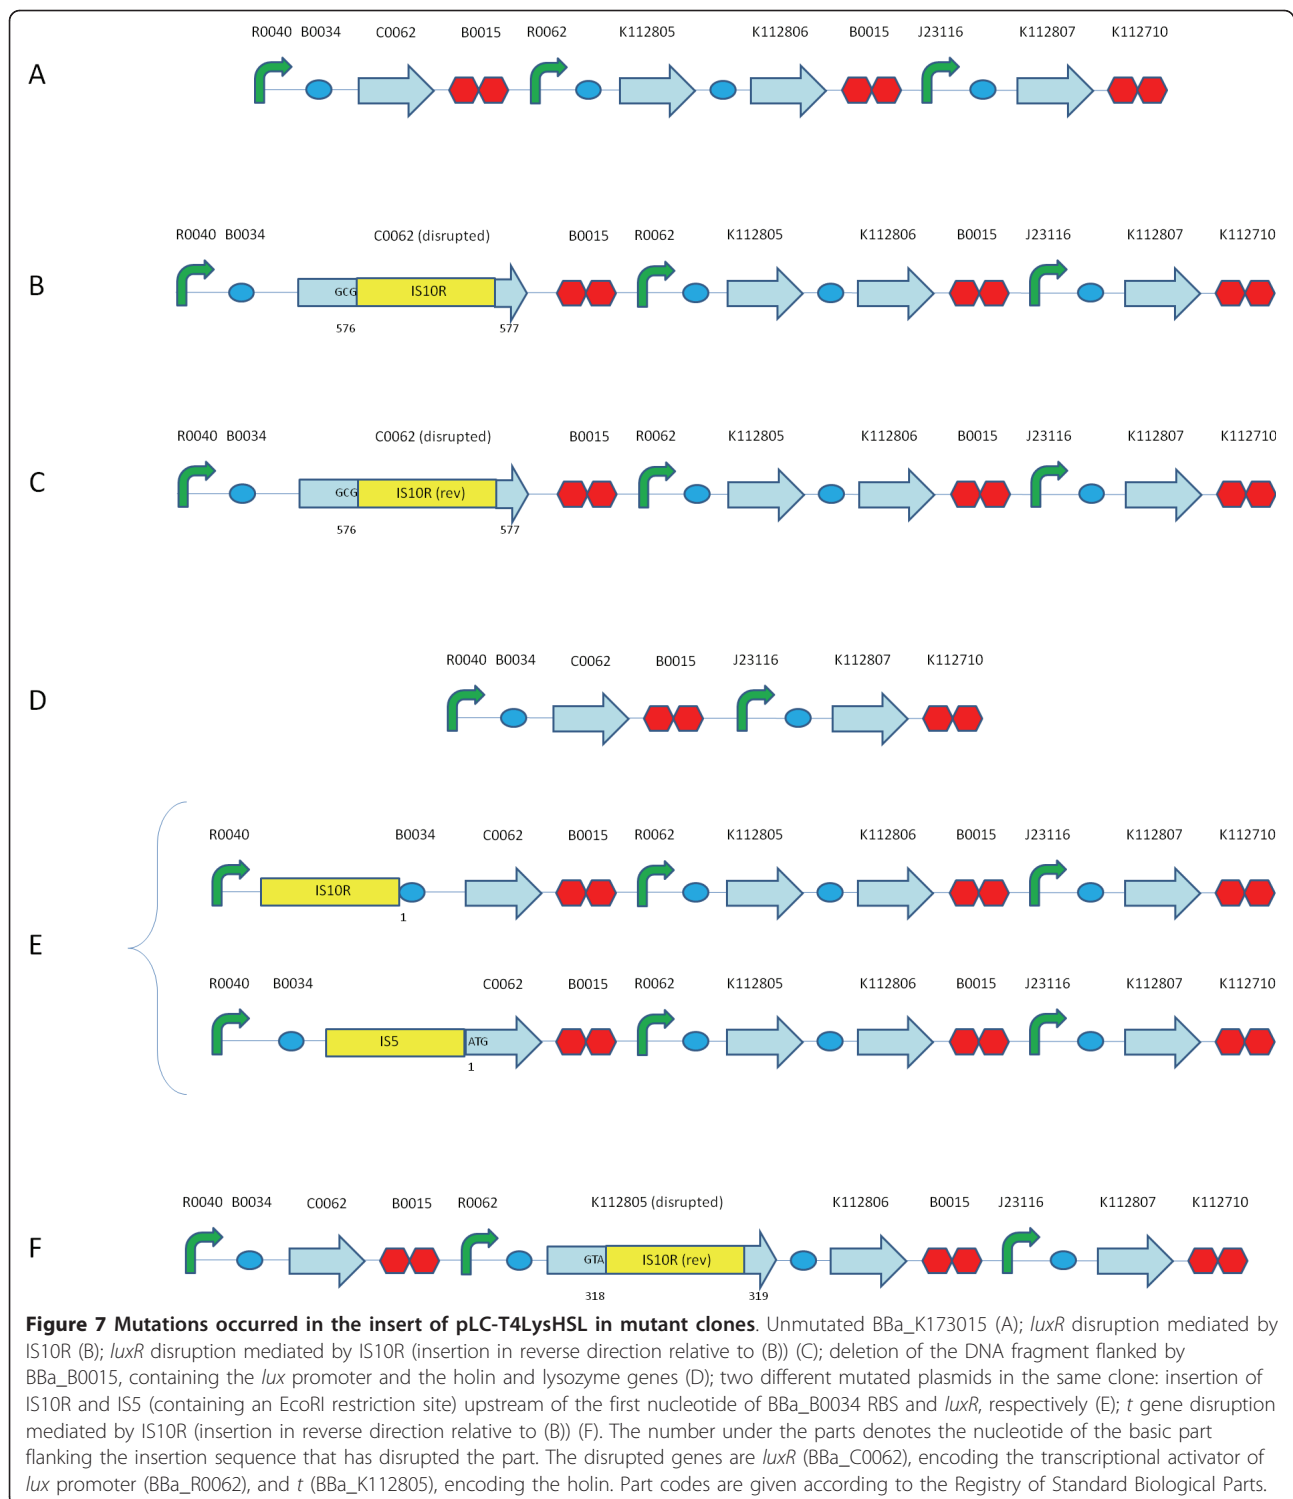 R0040 B0034 C0062 B0015 R0062 K112805 K112806 B0015 J23116 K112807 K112710
A
R0040 B0034 C0062 (disrupted) B0015 R0062 K112805 K112806 B0015 J23116 K112807 K112710
B
GCG IS10R
576 577
R0040 B0034 C0062 (disrupted) B0015 R0062 K112805 K112806 B0015 J23116 K112807 K112710
C
GCG IS10R (rev)
576 577
R0040 B0034 C0062 B0015 J23116 K112807 K112710
D
R0040 B0034 C0062 B0015 R0062 K112805 K112806 B0015 J23116 K112807 K112710
IS10R
1
E
R0040 B0034 C0062 B0015 R0062 K112805 K112806 B0015 J23116 K112807 K112710
IS5 ATG
1
R0040 B0034 C0062 B0015 R0062 K112805 (disrupted) K112806 B0015 J23116 K112807 K112710
F
GTA IS10R (rev)
318 319
Figure 7 Mutations occurred in the insert of pLC-T4LysHSL in mutant clones. Unmutated BBa_K173015 (A); luxR disruption mediated by
IS10R (B); luxR disruption mediated by IS10R (insertion in reverse direction relative to (B)) (C); deletion of the DNA fragment flanked by
BBa_B0015, containing the lux promoter and the holin and lysozyme genes (D); two different mutated plasmids in the same clone: insertion of
IS10R and IS5 (containing an EcoRI restriction site) upstream of the first nucleotide of BBa_B0034 RBS and luxR, respectively (E); t gene disruption
mediated by IS10R (insertion in reverse direction relative to (B)) (F). The number under the parts denotes the nucleotide of the basic part
flanking the insertion sequence that has disrupted the part. The disrupted genes are luxR (BBa_C0062), encoding the transcriptional activator of
lux promoter (BBa_R0062), and t (BBa_K112805), encoding the holin. Part codes are given according to the Registry of Standard Biological Parts.